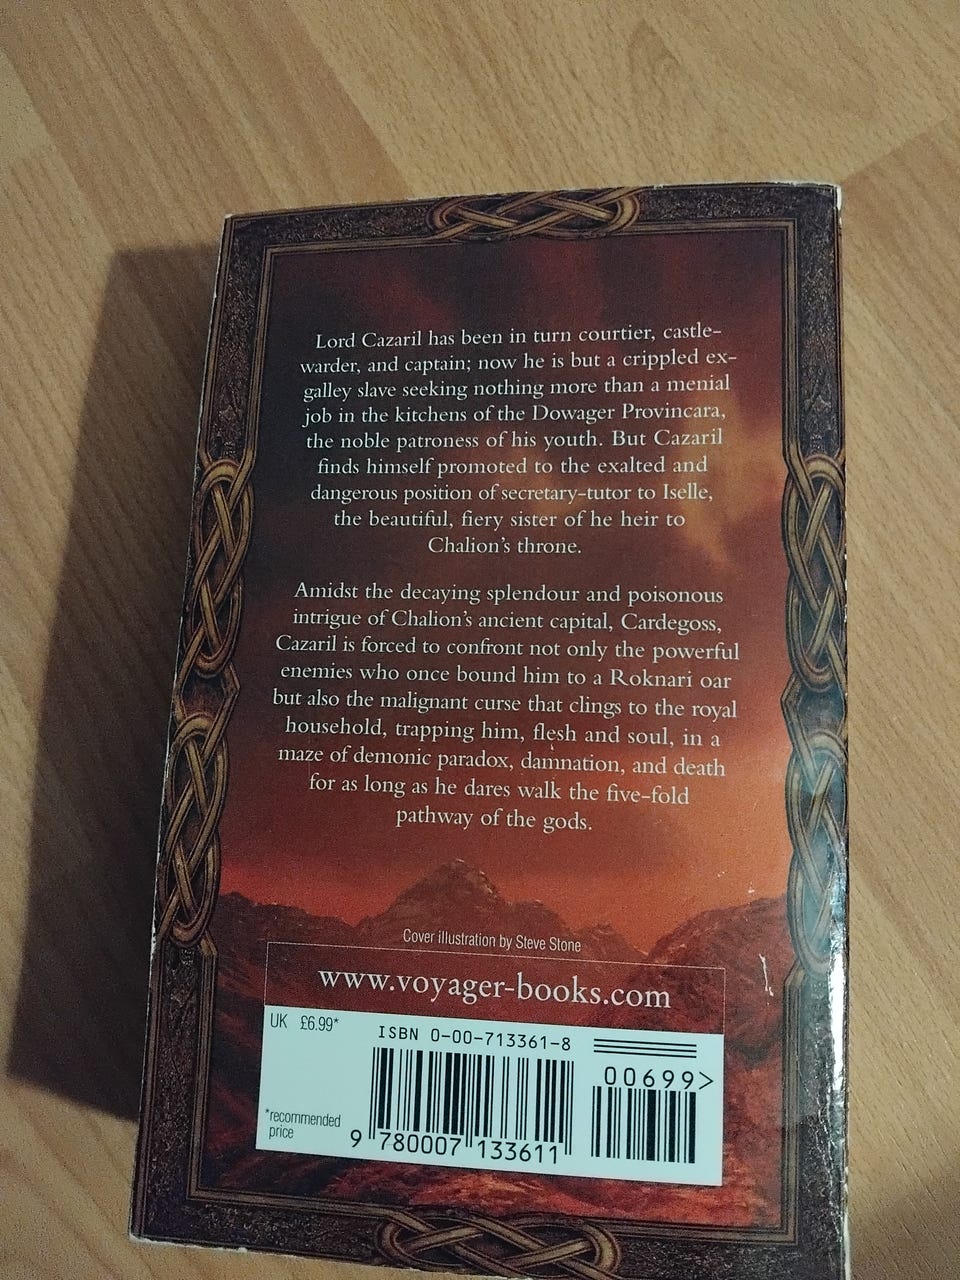 Lord Cazaril has been in turn courtier, castle-
warder, and captain; now he is but a crippled ex-
galley slave seeking nothing more than a menial
job in the kitchens of the Dowager Provincara,
the noble patroness of his youth. But Cazaril
finds himself promoted to the exalted and
dangerous position of secretary-tutor to Iselle,
the beautiful, fiery sister of he heir to
Chalion's throne.
Amidst the decaying splendour and poisonous
intrigue of Chalion's ancient capital, Cardegoss,
Cazaril is forced to confront not only the powerful
enemies who once bound him to a Roknari oar
but also the malignant curse that clings to the royal
household, trapping him, flesh and soul, in a
maze of demonic paradox, damnation, and death
for as long as he dares walk the five-fold
pathway of the gods.
Cover illustration by Steve Stone
www.voyager-books.com
UK £6.99*
ISBN 0-00-713361-8
00699>
*recommended
price
9 780007 133611